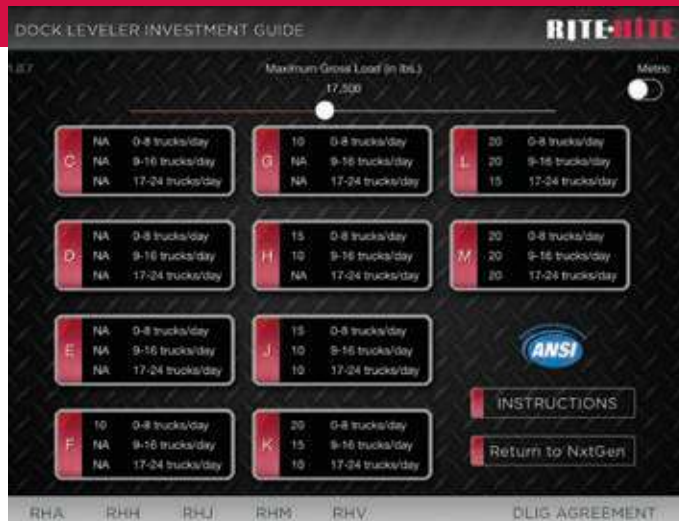 DOCK LEVELER INVESTMENT GUIDE
RITE-HITE
1.8.7
Maximum Gross Load (in lbs.)
Metric
17,500
C
NA 0-8 trucks/day
NA 9-16 trucks/day
NA 17-24 trucks/day
G
10 0-8 trucks/day
NA 9-16 trucks/day
NA 17-24 trucks/day
L
20 0-8 trucks/day
20 9-16 trucks/day
15 17-24 trucks/day
D
NA 0-8 trucks/day
NA 9-16 trucks/day
NA 17-24 trucks/day
H
15 0-8 trucks/day
10 9-16 trucks/day
NA 17-24 trucks/day
M
20 0-8 trucks/day
20 9-16 trucks/day
20 17-24 trucks/day
E
NA 0-8 trucks/day
NA 9-16 trucks/day
NA 17-24 trucks/day
J
15 0-8 trucks/day
10 9-16 trucks/day
10 17-24 trucks/day
ANSI
F
10 0-8 trucks/day
NA 9-16 trucks/day
NA 17-24 trucks/day
K
20 0-8 trucks/day
15 9-16 trucks/day
10 17-24 trucks/day
INSTRUCTIONS
Return to NxtGen
RHA RHH RHJ RHM RHV DLIG AGREEMENT